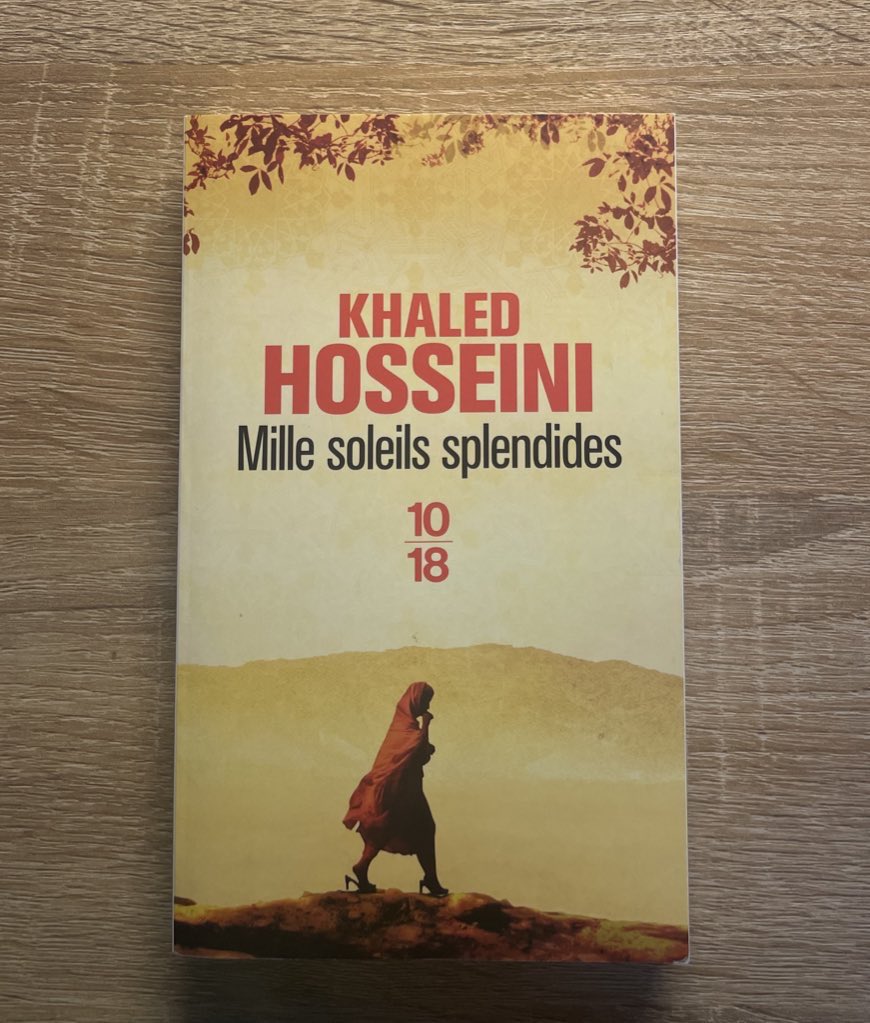 KHALED
HOSSEINI
Mille soleils splendides
10
18